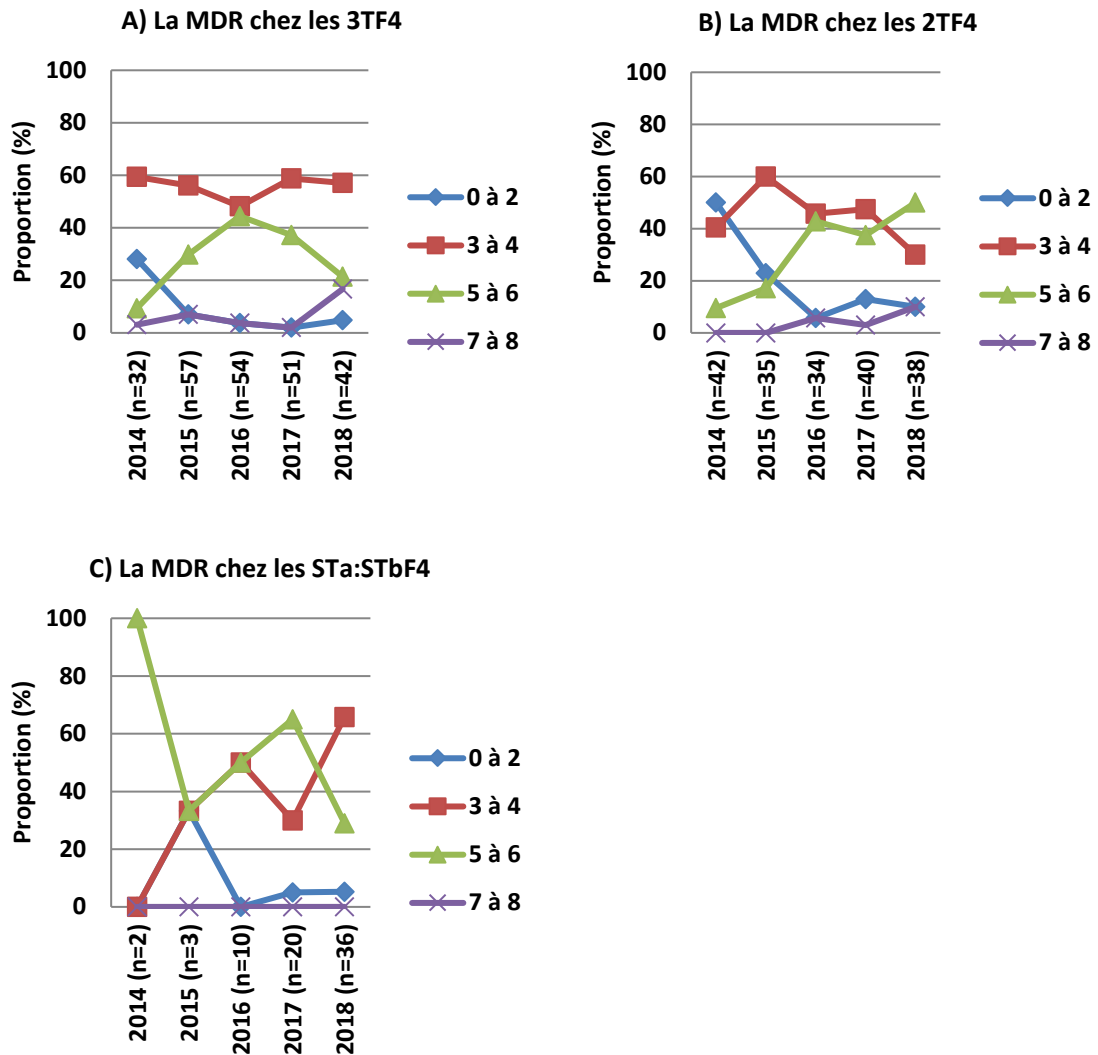 A) La MDR chez les 3TF4
Proportion (%)
100
80
60
40
20
0
2014 (n=32)
2015 (n=57)
2016 (n=54)
2017 (n=51)
2018 (n=42)
0 à 2
3 à 4
5 à 6
7 à 8
B) La MDR chez les 2TF4
Proportion (%)
100
80
60
40
20
0
2014 (n=42)
2015 (n=35)
2016 (n=34)
2017 (n=40)
2018 (n=38)
0 à 2
3 à 4
5 à 6
7 à 8
C) La MDR chez les STa:STbF4
Proportion (%)
100
80
60
40
20
0
2014 (n=2)
2015 (n=3)
2016 (n=10)
2017 (n=20)
2018 (n=36)
0 à 2
3 à 4
5 à 6
7 à 8